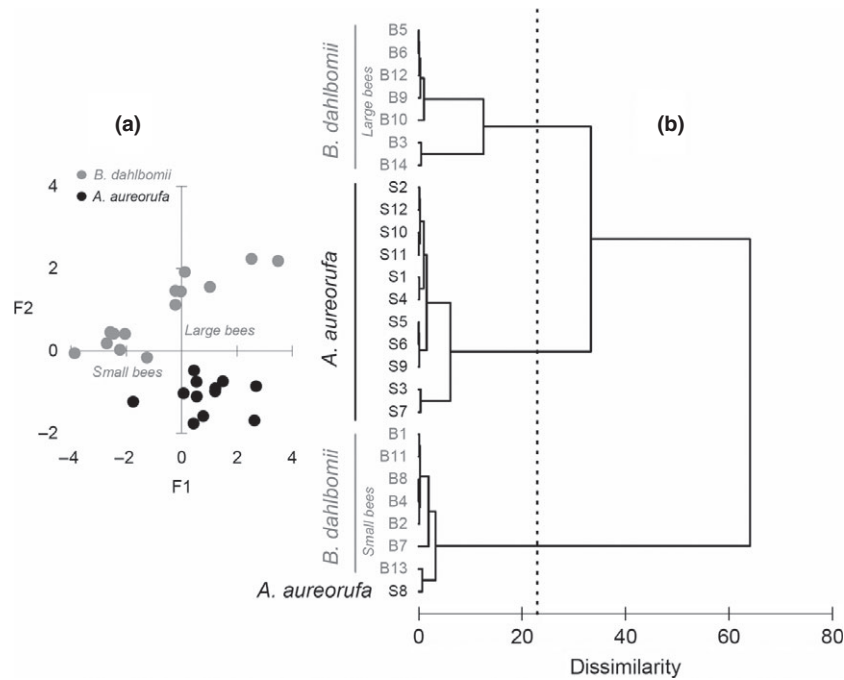 (a)
B. dahlbomii
A. aureorufa
4
2
0
−2
F2
Large bees
Small bees
−4
−2
0
2
4
F1
(b)
B. dahlbomii
Large bees
B5
B6
B12
B9
B10
B3
B14
A. aureorufa
S2
S12
S10
S11
S1
S4
S5
S6
S9
S3
S7
B. dahlbomii
Small bees
B1
B11
B8
B4
B2
B7
B13
A. aureorufa S8
0
20
40
60
80
Dissimilarity